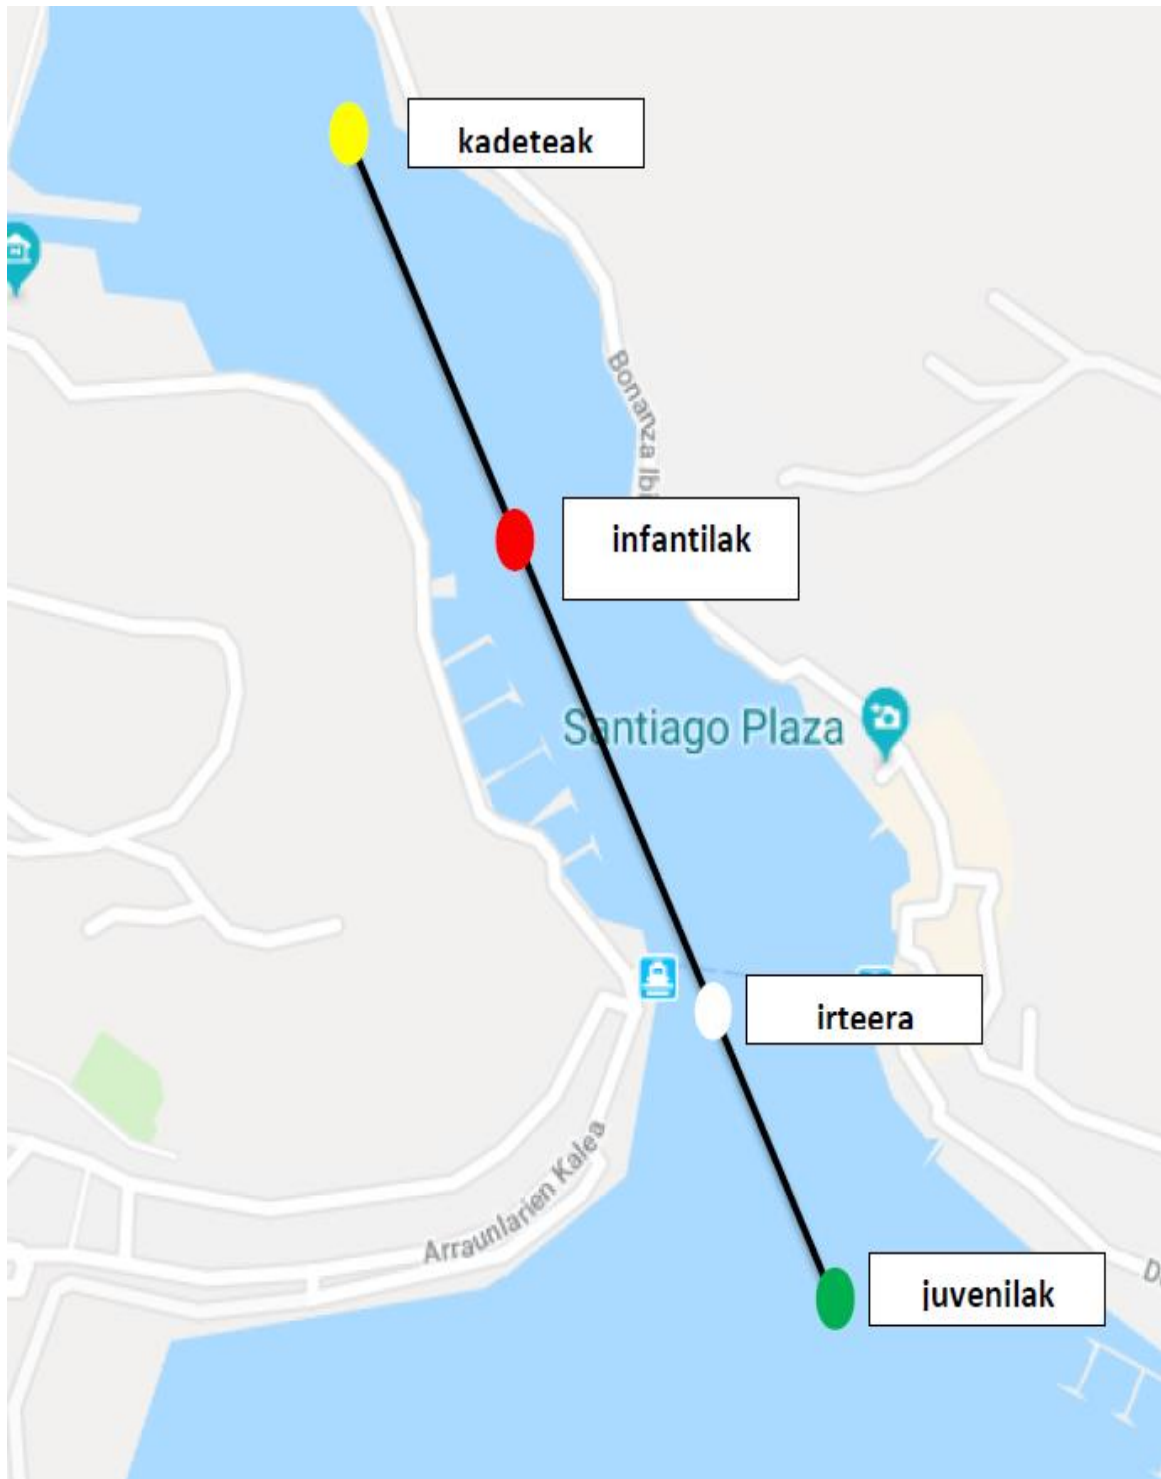 kadeteak
Bonanza Ibi
infantilak
Santiago Plaza
irteera
Arraunlarien Kalea
juvenilak
D